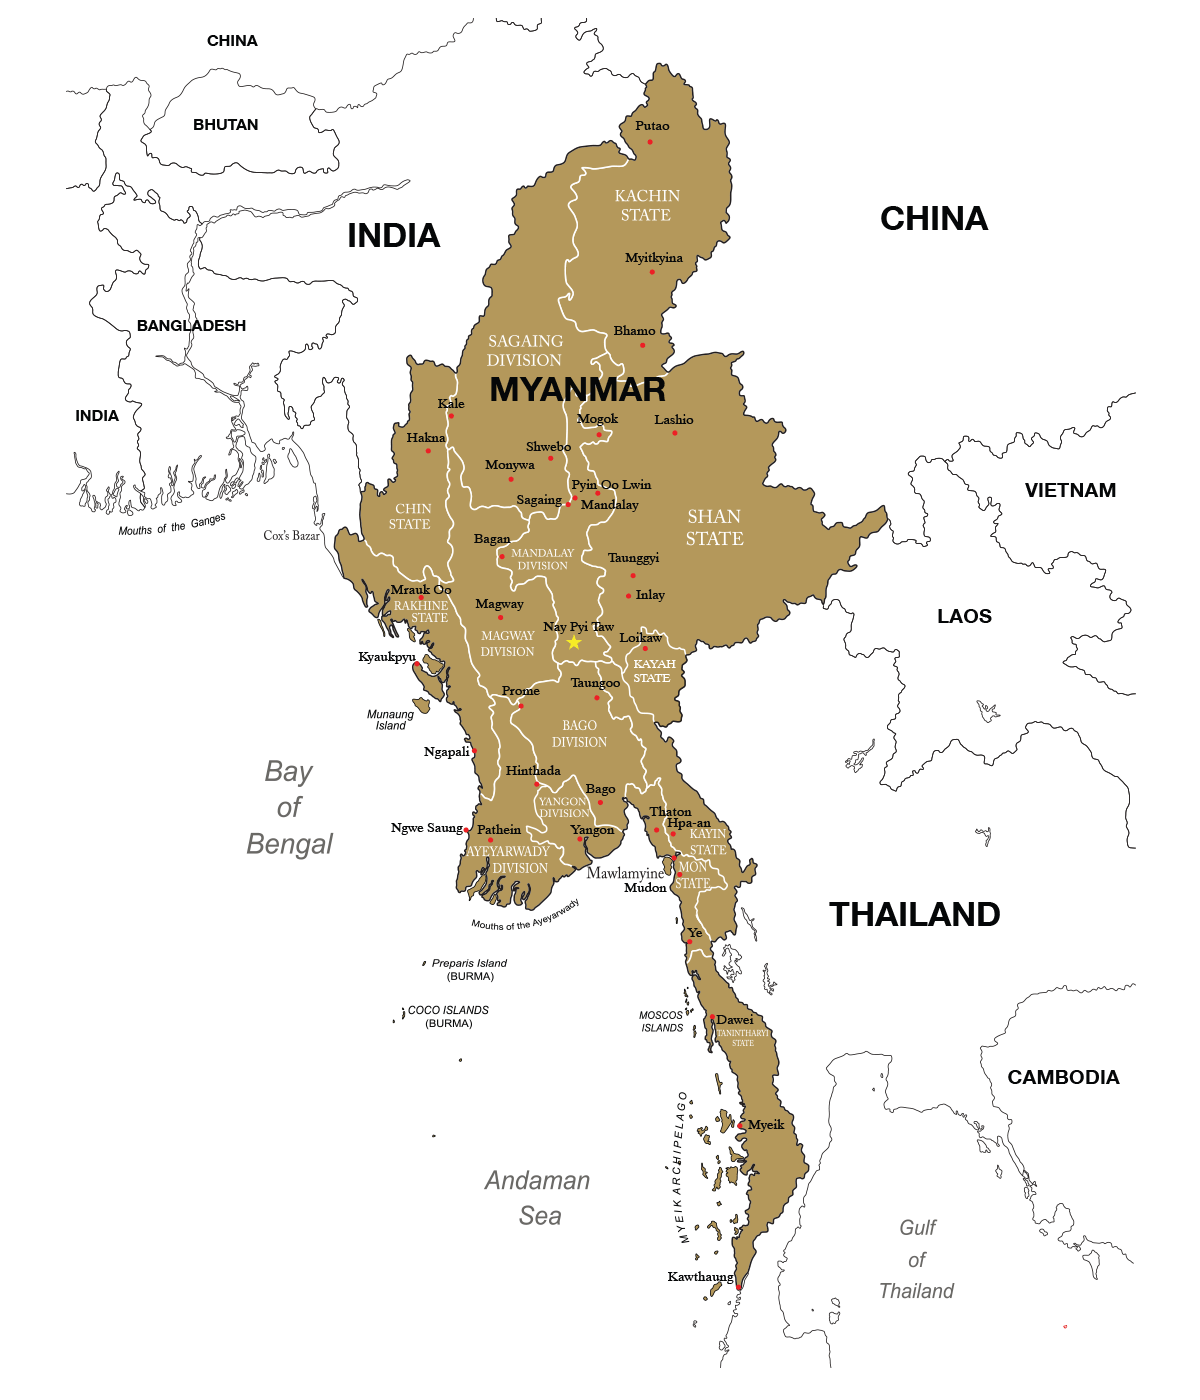 CHINA
BHUTAN
INDIA
CHINA
BANGLADESH
INDIA
Mouths of the Ganges
Cox's Bazar
VIETNAM
LAOS
THAILAND
CAMBODIA
MYANMAR
Putao
KACHIN
STATE
Myitkyina
Bhamo
SAGAING
DIVISION
Kale
Hakna
Mogok
Lashio
Shwebo
Monywa
Pyin Oo Lwin
Sagaing
Mandalay
CHIN
STATE
SHAN
STATE
Bagan
MANDALAY
DIVISION
Taunggyi
Inlay
Mrauk Oo
RAKHINE
STATE
Magway
MAGWAY
DIVISION
Nay Pyi Taw
Loikaw
KAYAH
STATE
Kyaukpyu
Munaung
Island
Prome
Taungoo
BAGO
DIVISION
Ngapali
Hinthada
Bago
YANGON
DIVISION
Thaton
Hpa-an
KAYIN
STATE
Ngwe Saung
Pathein
Yangon
AYEYARWADY
DIVISION
Mawlamyine
MON
STATE
Mudon
Mouths of the Ayeyarwady
Ye
Bay
of
Bengal
Preparis Island
(BURMA)
COCO ISLANDS
(BURMA)
MOSCOS
ISLANDS
Dawei
TANINTHARYI
STATE
Myeik
MYEIK ARCHIPELAGO
Andaman
Sea
Kawthaung
Gulf
of
Thailand